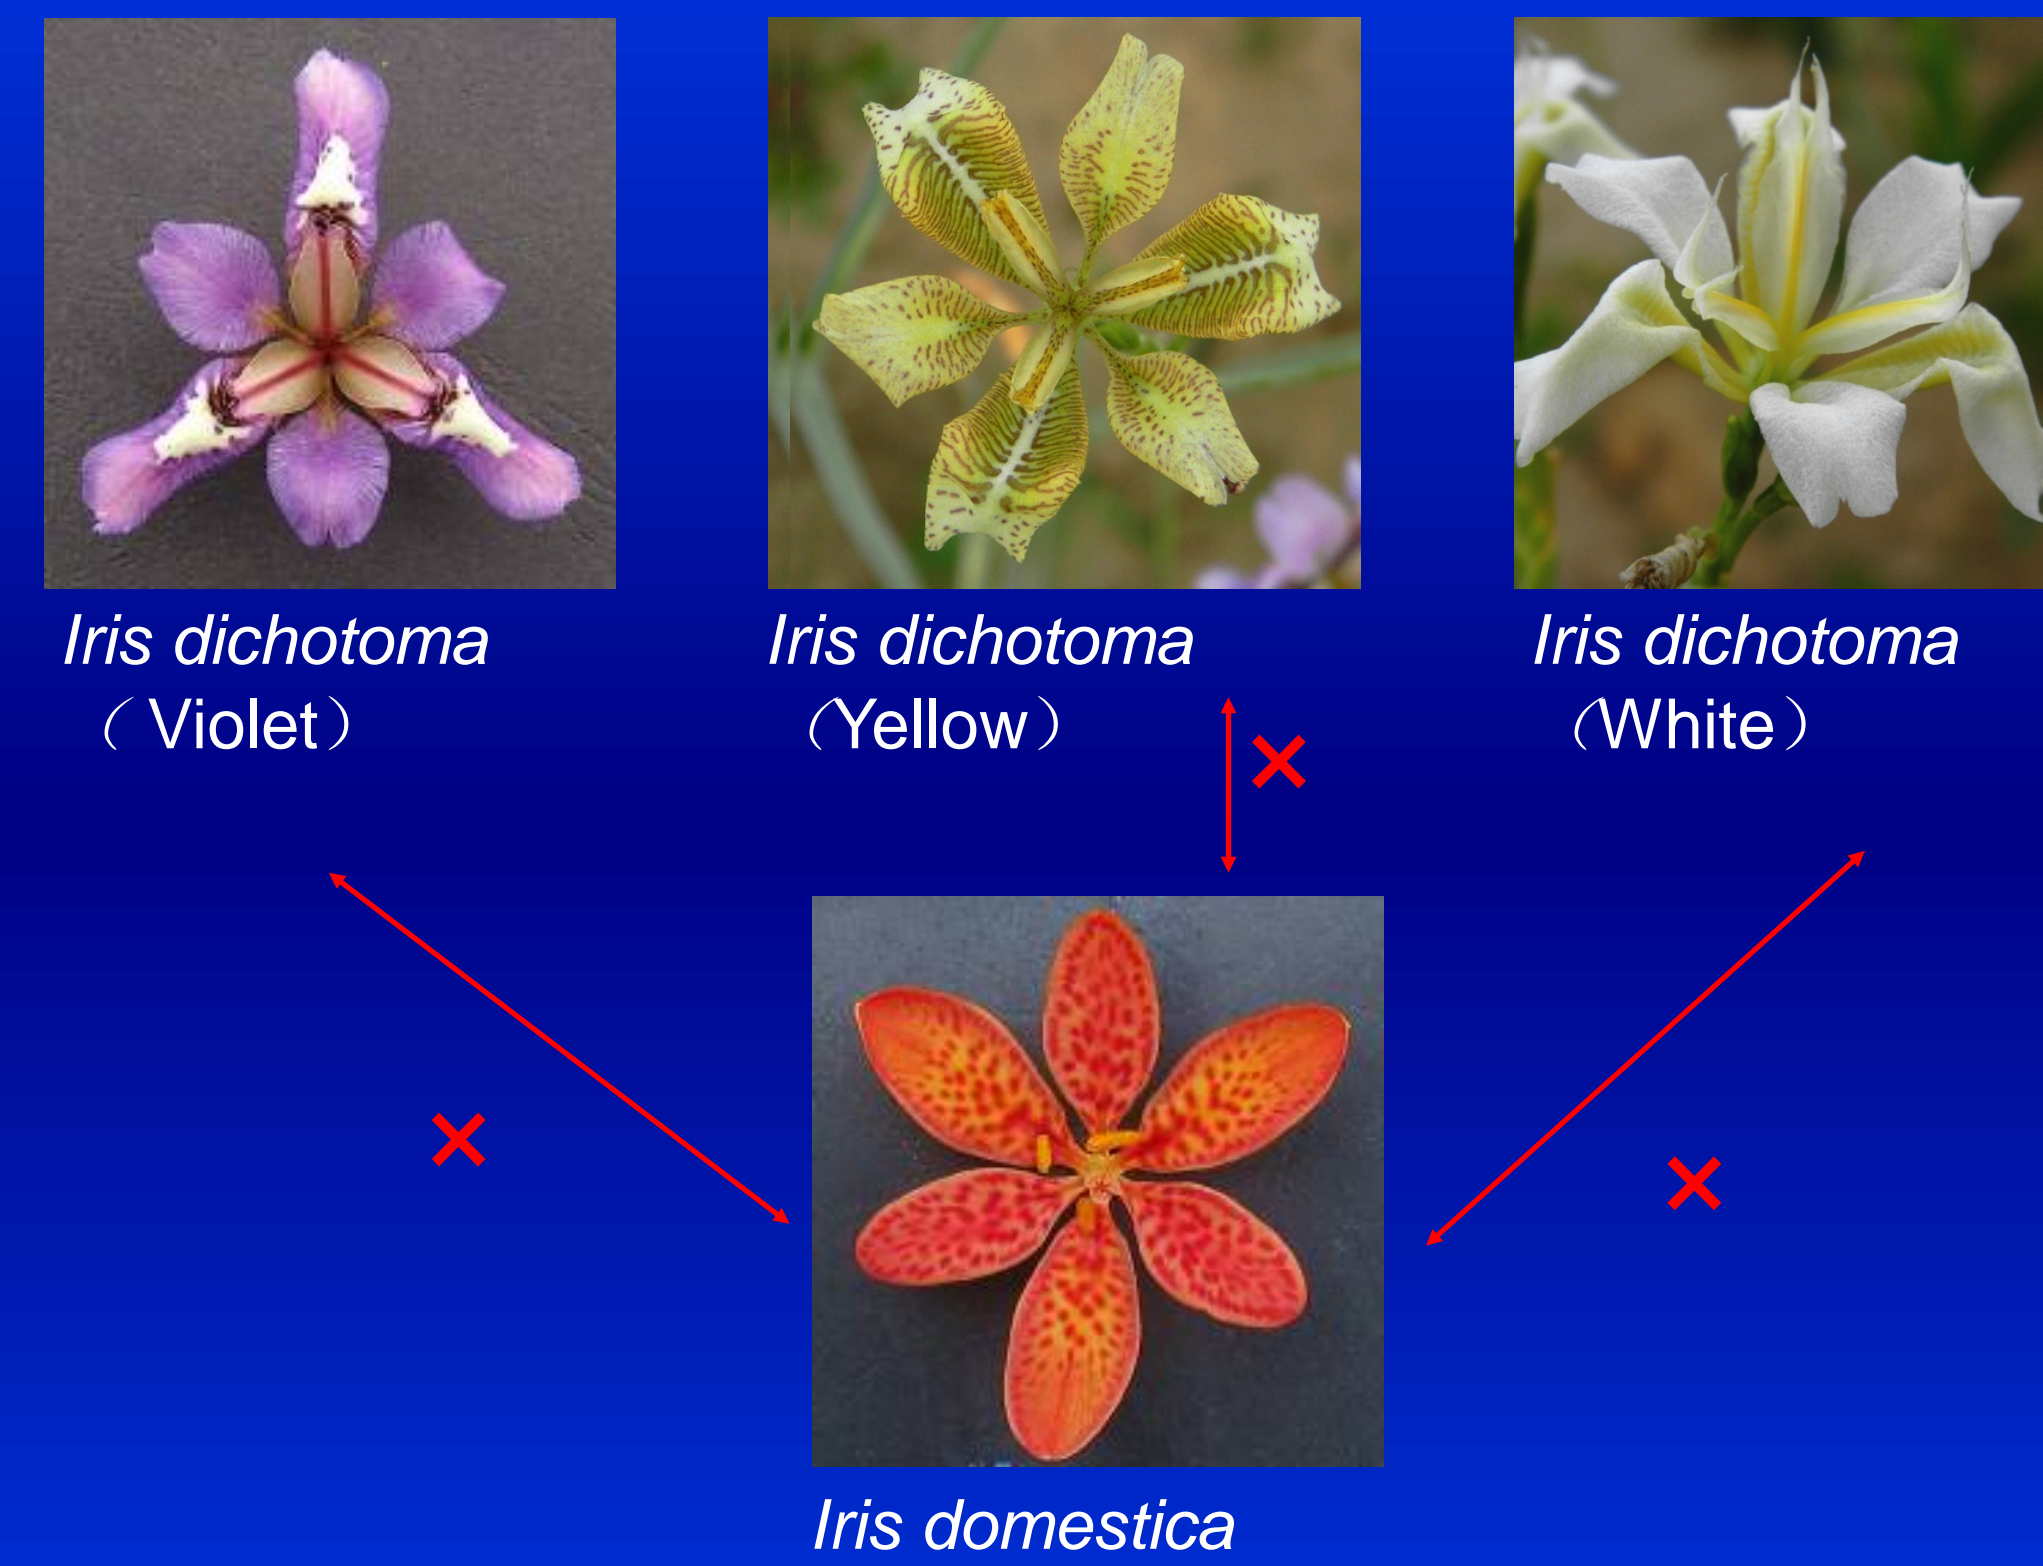 Iris dichotoma
Iris dichotoma
Iris dichotoma
（ Violet）
（Yellow）
（White）
×
×
×
Iris domestica